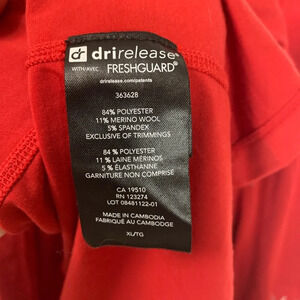 dr drirelease®
WITH/AVEC FRESHGUARD®
drirelease.com/patents
363628
84% POLYESTER
11% MERINO WOOL
5% SPANDEX
EXCLUSIVE OF TRIMMINGS
84 % POLYESTER
11 % LAINE MERINOS
5 % ÉLASTHANNE
GARNITURE NON COMPRISE
CA 19510
RN 123274
LOT 08481122-01
MADE IN CAMBODIA
FABRIQUÉ AU CAMBODGE
XL/TG